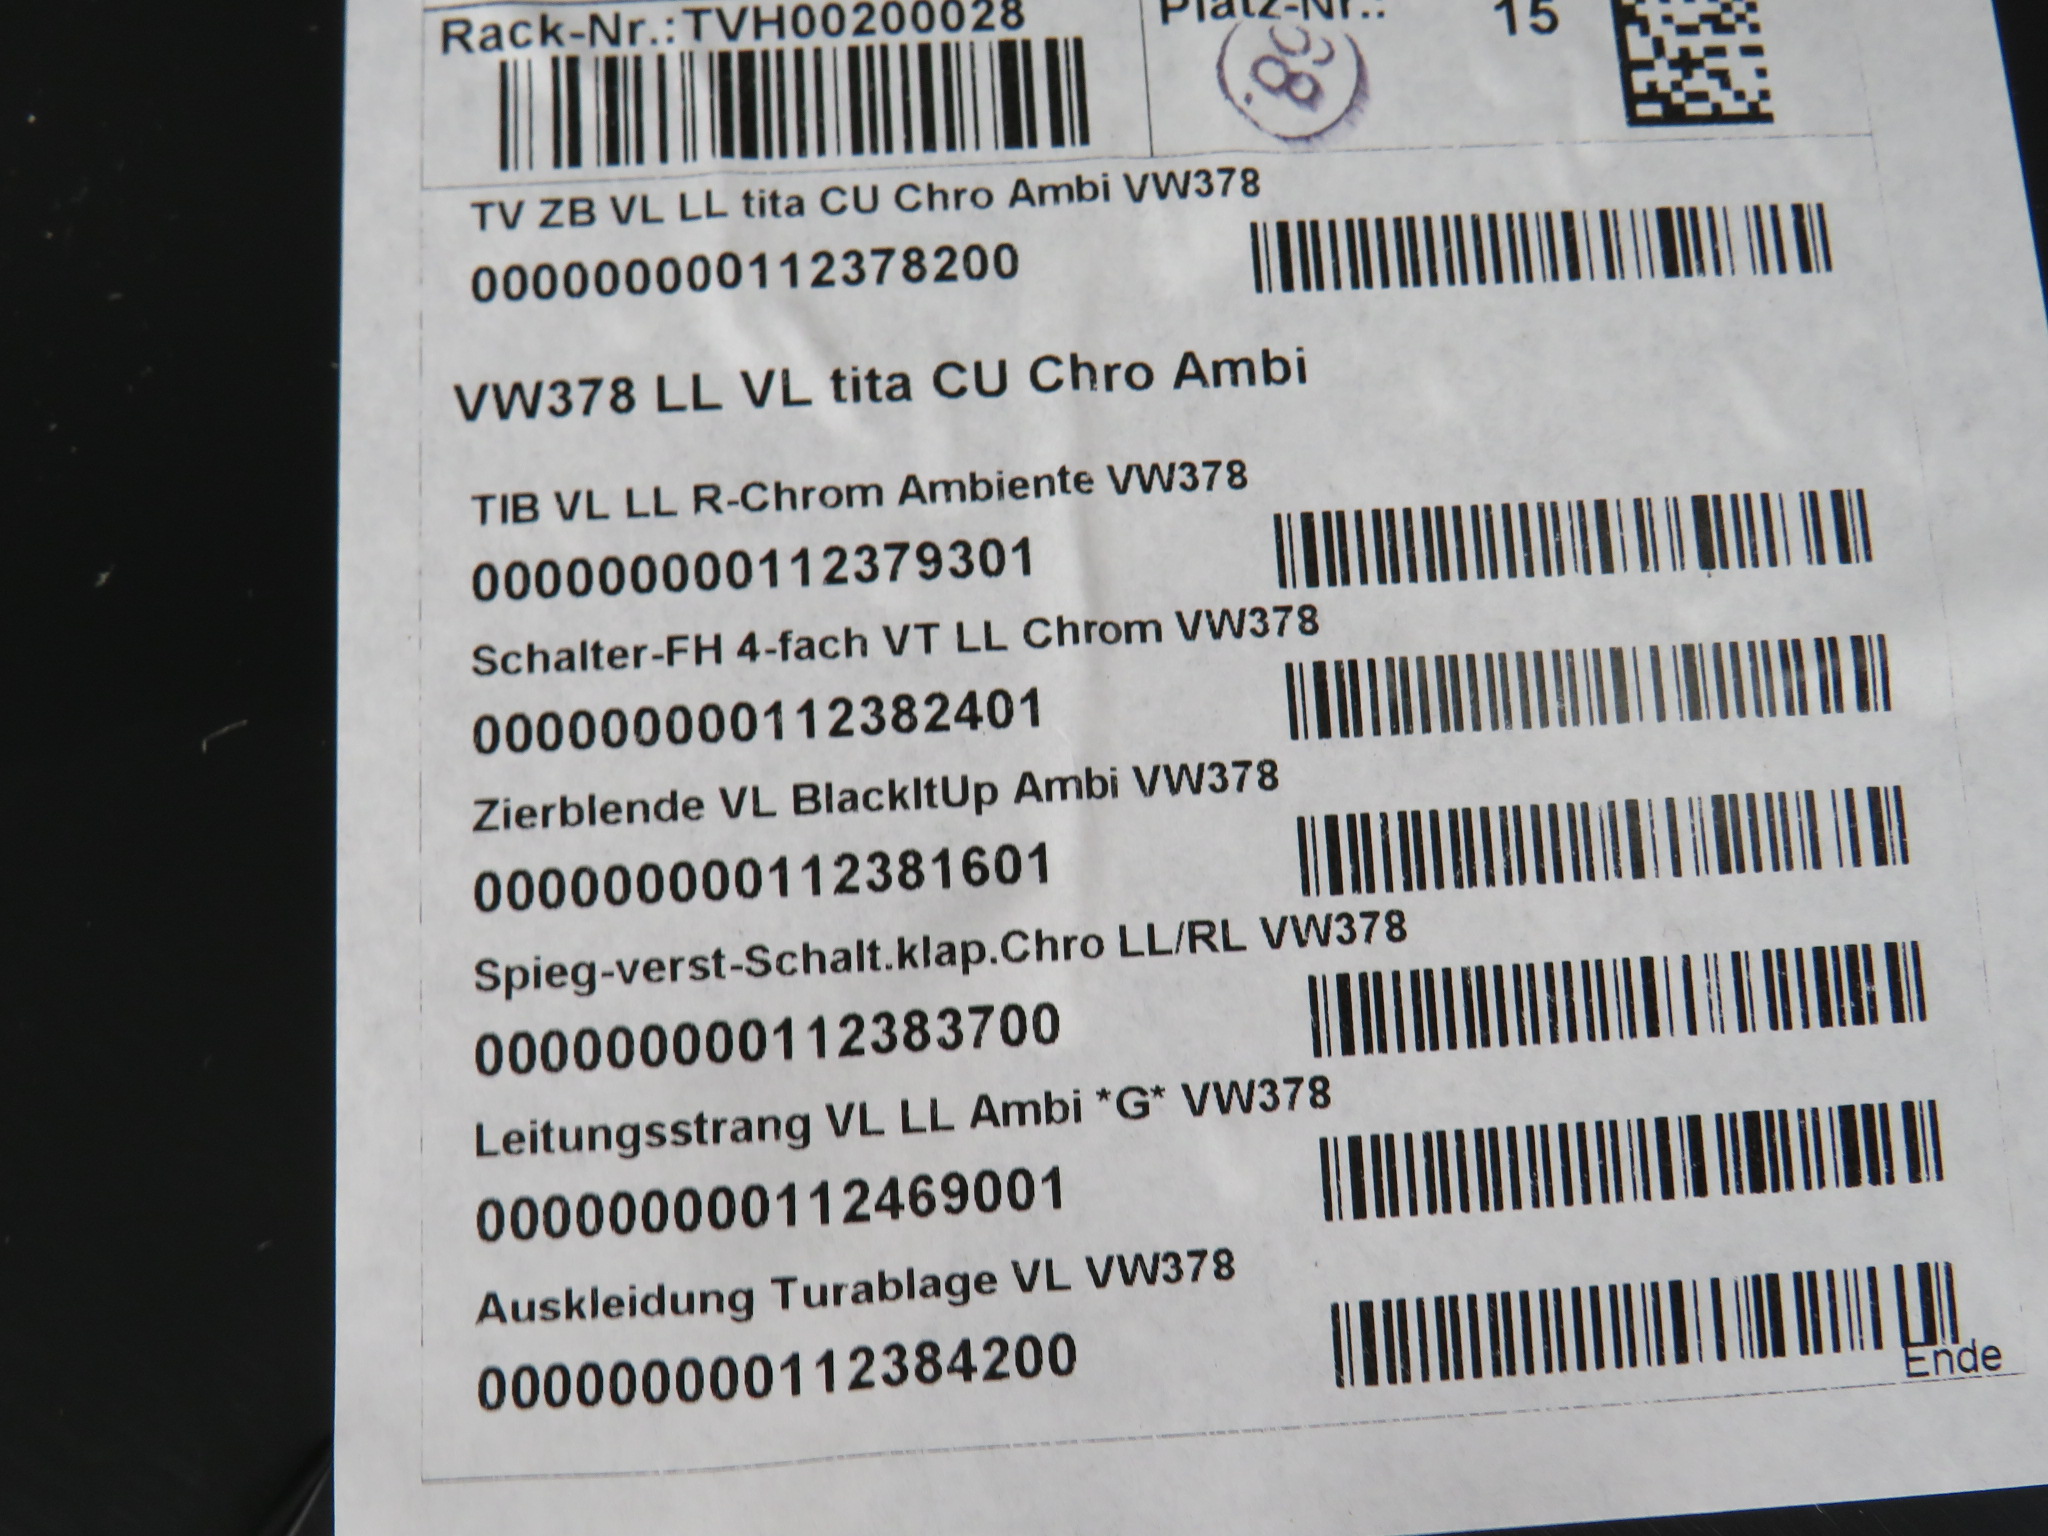 Rack-Nr.:TVH00200028
Platz-Nr.: 15
TV ZB VL LL tita CU Chro Ambi VW378
000000000112378200
VW378 LL VL tita CU Chro Ambi
TIB VL LL R-Chrom Ambiente VW378
000000000112379301
Schalter-FH 4-fach VT LL Chrom VW378
000000000112382401
Zierblende VL BlackItUp Ambi VW378
000000000112381601
Spieg-verst-Schalt.klap.Chro LL/RL VW378
000000000112383700
Leitungsstrang VL LL Ambi *G* VW378
000000000112469001
Auskleidung Turablage VL VW378
000000000112384200
Ende